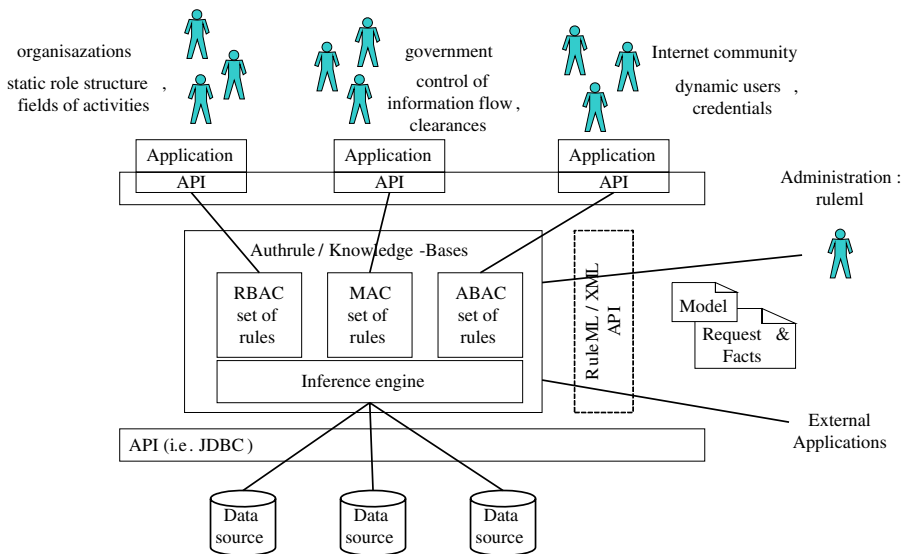 organisazations
static role structure ,
fields of activities
government
control of
information flow ,
clearances
Internet community
dynamic users ,
credentials
Application
Application
Application
API
API
API
Administration :
ruleml
Authrule / Knowledge -Bases
RBAC
set of
rules
MAC
set of
rules
ABAC
set of
rules
Inference engine
RuleML / XML
API
Model
Request &
Facts
External
Applications
API (i.e. JDBC)
Data
source
Data
source
Data
source